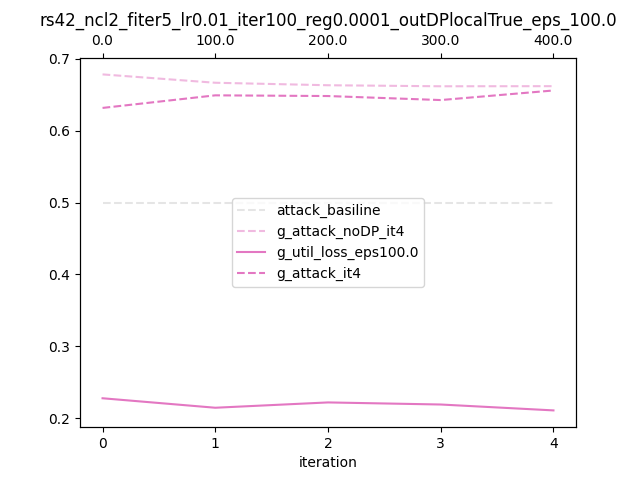 rs42_ncl2_fiter5_lr0.01_iter100_reg0.0001_outDPlocalTrue_eps_100.0
0.0 100.0 200.0 300.0 400.0
0.7
0.6
0.5
0.4
0.3
0.2
attack_basiline
g_attack_noDP_it4
g_util_loss_eps100.0
g_attack_it4
0 1 2 3 4
iteration